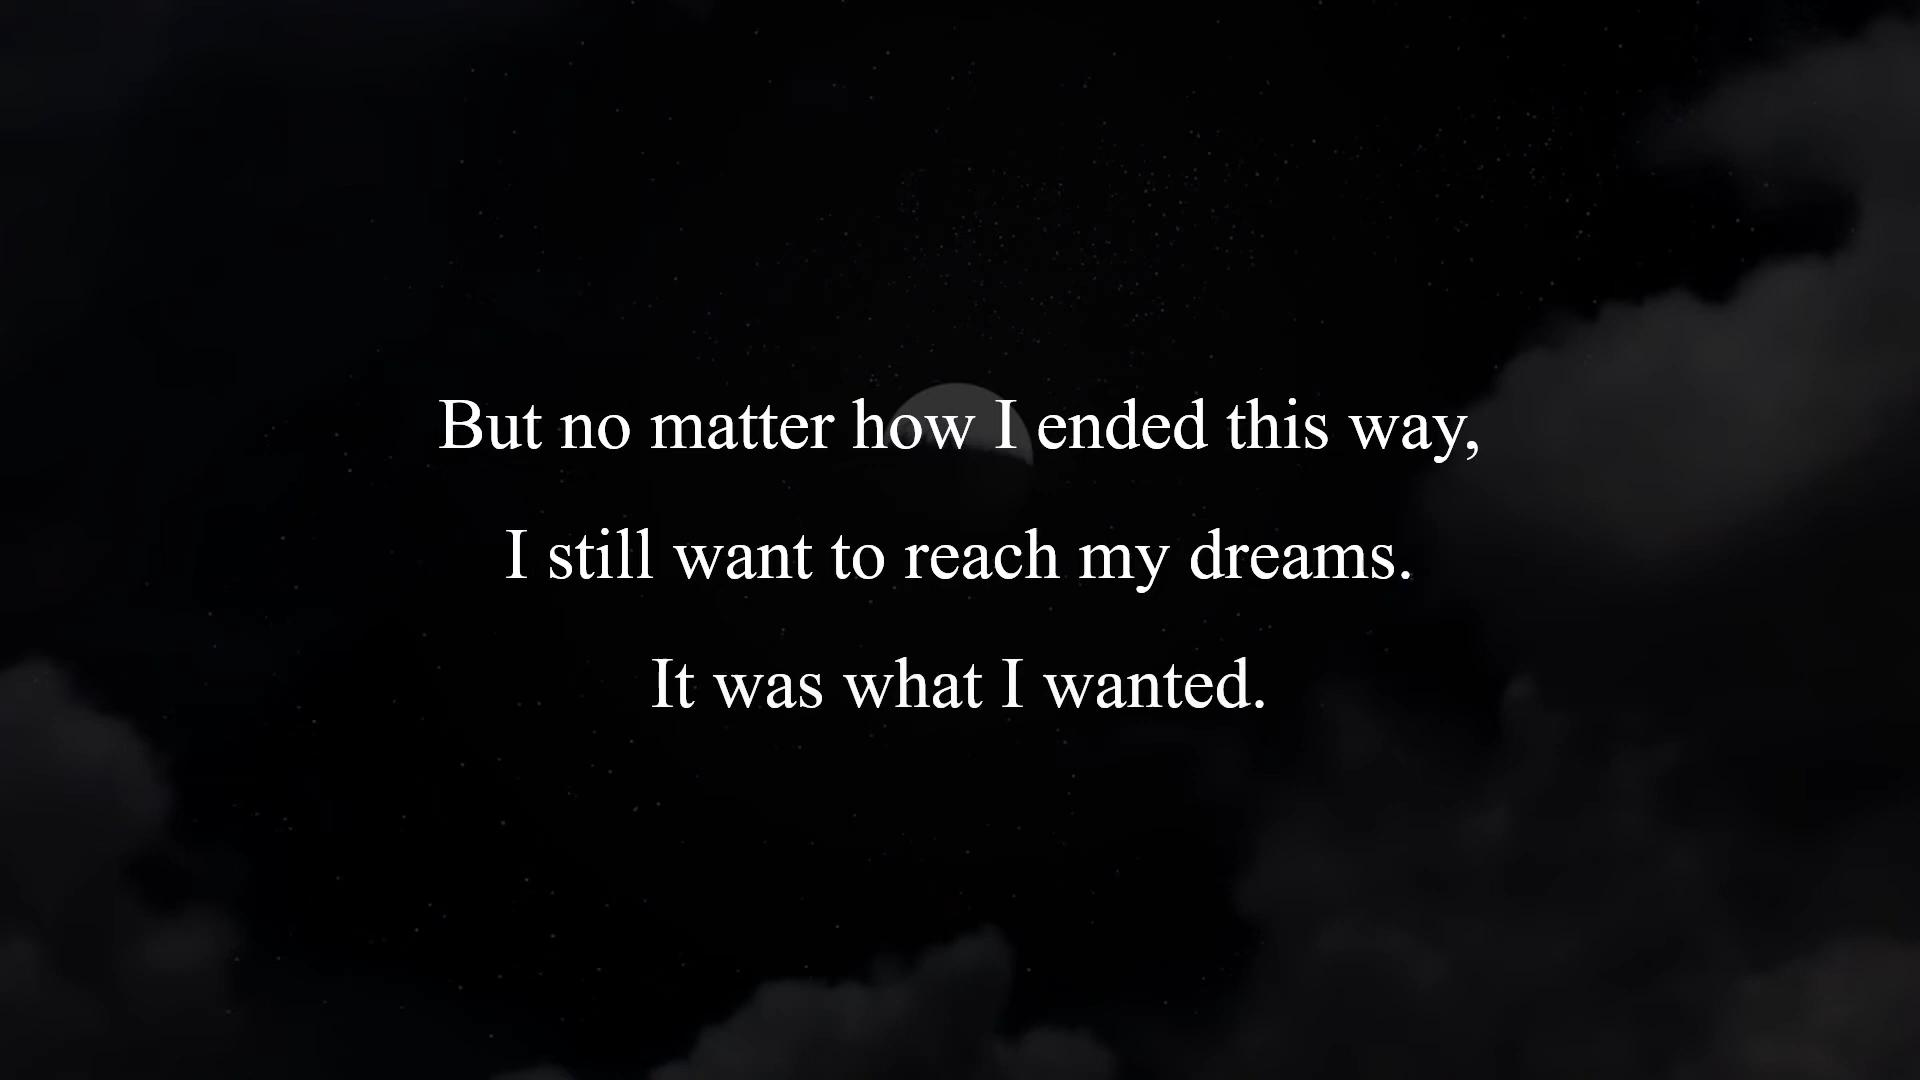 But no matter how I ended this way,
I still want to reach my dreams.
It was what I wanted.